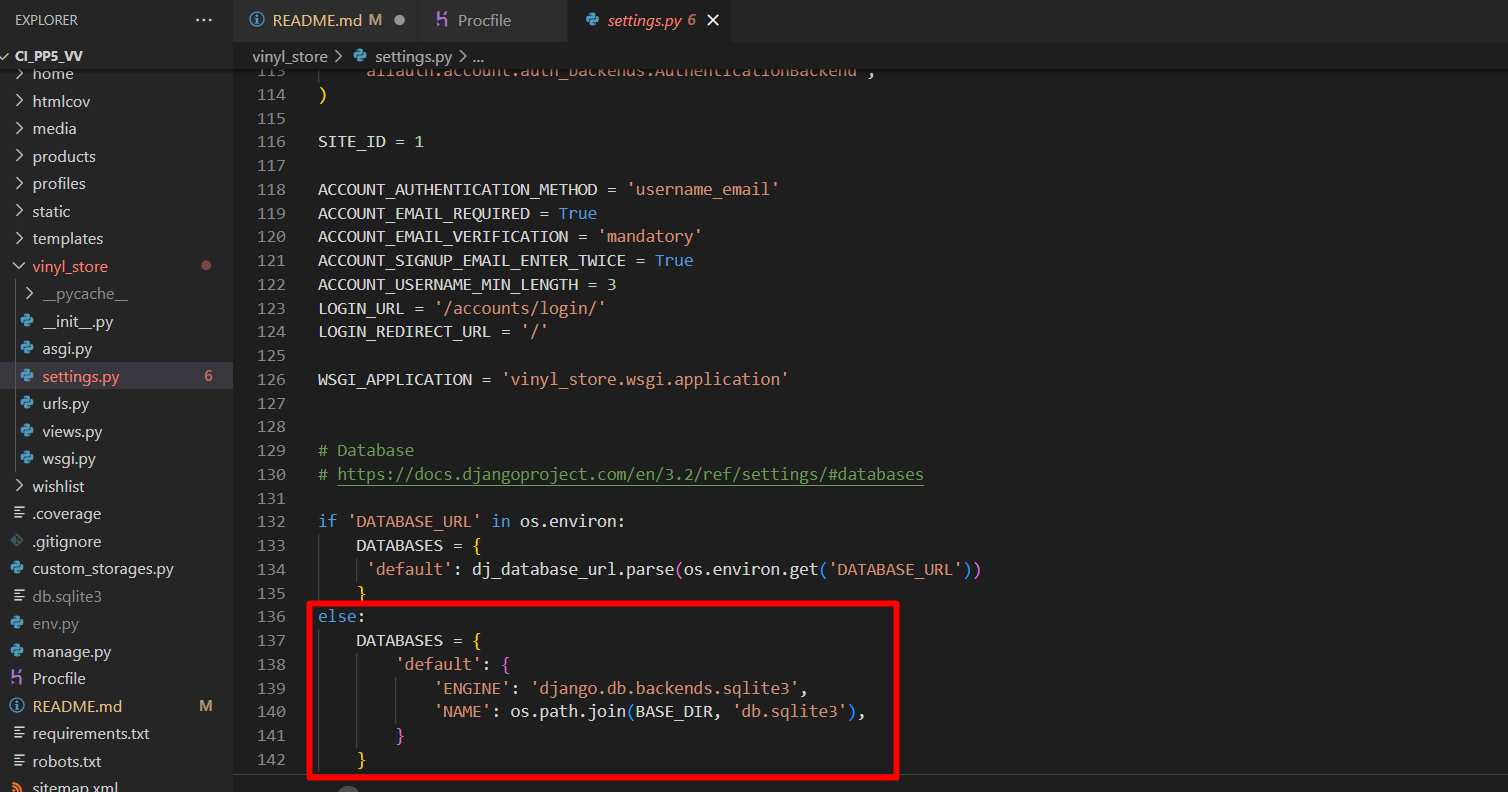 EXPLORER
···
README.md M
Procfile
settings.py 6
CI_PP5_VV
vinyl_store > settings.py > ...
home
htmlcov
media
products
profiles
static
templates
vinyl_store
__pycache__
__init__.py
asgi.py
settings.py 6
urls.py
views.py
wsgi.py
wishlist
.coverage
.gitignore
custom_storages.py
db.sqlite3
env.py
manage.py
Procfile
README.md M
requirements.txt
robots.txt
sitemap.xml
113 'allauth.account.auth_backends.AuthenticationBackend',
114 )
115
116 SITE_ID = 1
117
118 ACCOUNT_AUTHENTICATION_METHOD = 'username_email'
119 ACCOUNT_EMAIL_REQUIRED = True
120 ACCOUNT_EMAIL_VERIFICATION = 'mandatory'
121 ACCOUNT_SIGNUP_EMAIL_ENTER_TWICE = True
122 ACCOUNT_USERNAME_MIN_LENGTH = 3
123 LOGIN_URL = '/accounts/login/'
124 LOGIN_REDIRECT_URL = '/'
125
126 WSGI_APPLICATION = 'vinyl_store.wsgi.application'
127
128
129 # Database
130 # https://docs.djangoproject.com/en/3.2/ref/settings/#databases
131
132 if 'DATABASE_URL' in os.environ:
133 DATABASES = {
134 'default': dj_database_url.parse(os.environ.get('DATABASE_URL'))
135 }
136 else:
137 DATABASES = {
138 'default': {
139 'ENGINE': 'django.db.backends.sqlite3',
140 'NAME': os.path.join(BASE_DIR, 'db.sqlite3'),
141 }
142 }